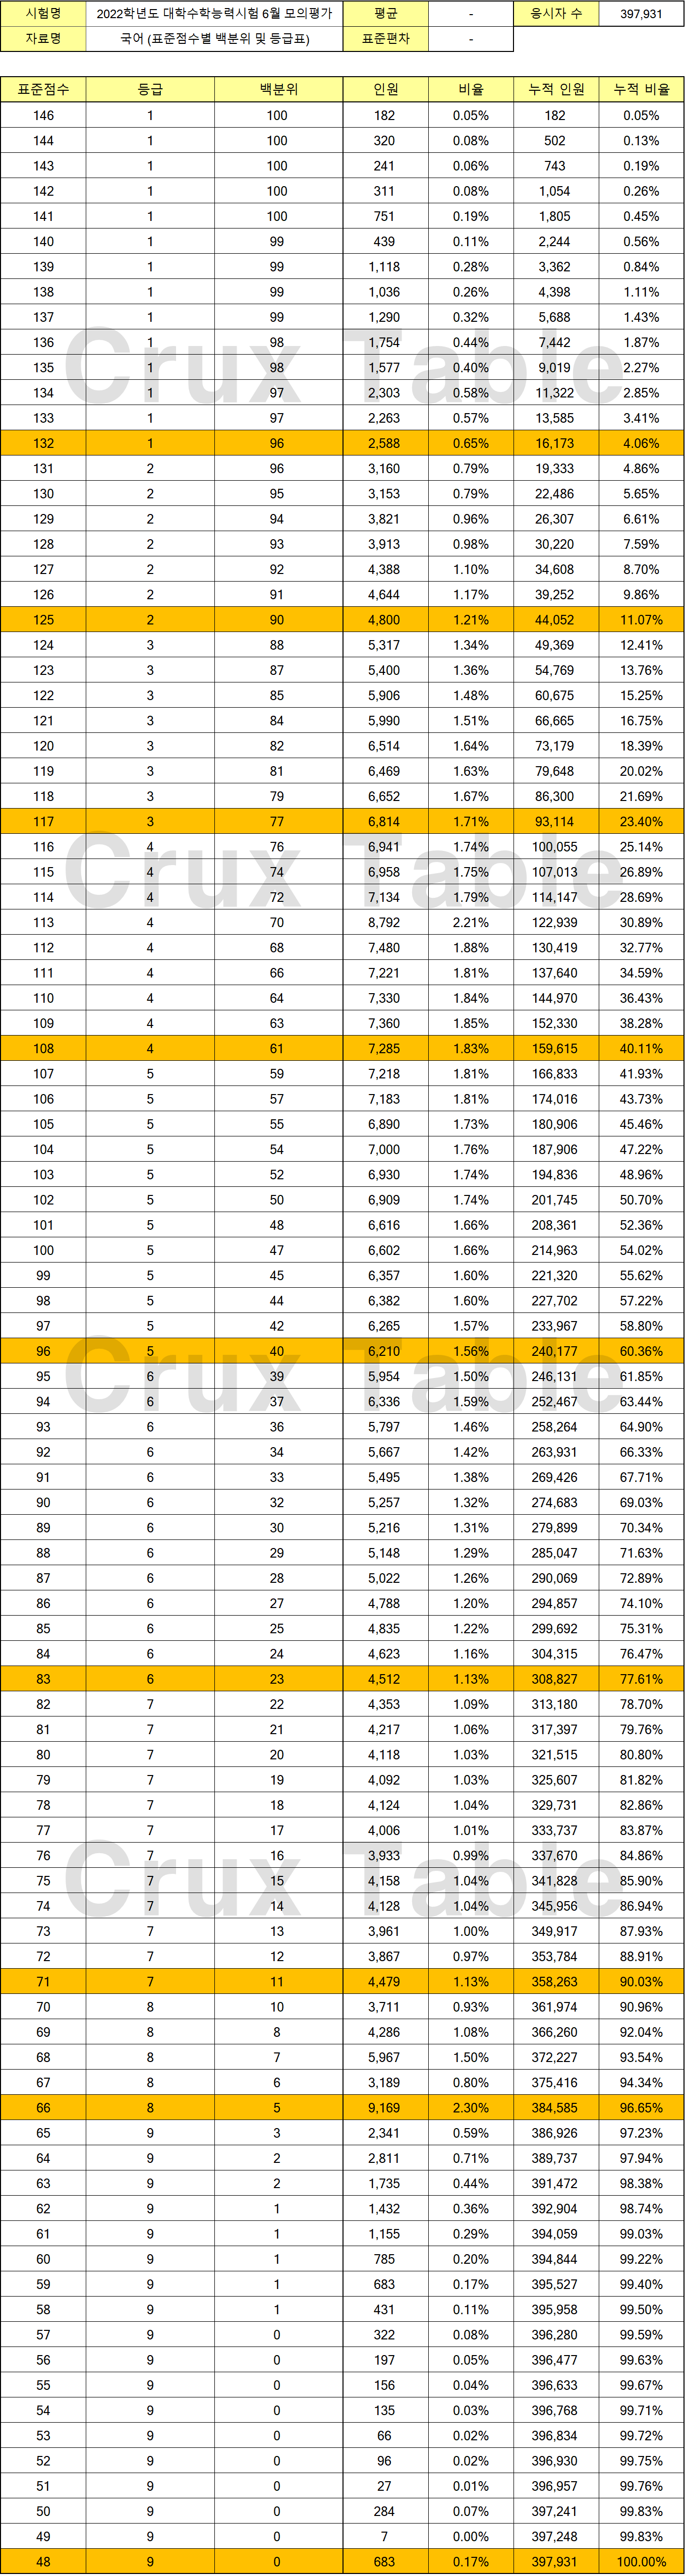 시험명 2022학년도 대학수학능력시험 6월 모의평가 평균 - 응시자 수 397,931
자료명 국어 (표준점수별 백분위 및 등급표) 표준편차 -
표준점수 등급 백분위 인원 비율 누적 인원 누적 비율
146 1 100 182 0.05% 182 0.05%
144 1 100 320 0.08% 502 0.13%
143 1 100 241 0.06% 743 0.19%
142 1 100 311 0.08% 1,054 0.26%
141 1 100 751 0.19% 1,805 0.45%
140 1 99 439 0.11% 2,244 0.56%
139 1 99 1,118 0.28% 3,362 0.84%
138 1 99 1,036 0.26% 4,398 1.11%
137 1 99 1,290 0.32% 5,688 1.43%
136 1 98 1,754 0.44% 7,442 1.87%
135 1 98 1,577 0.40% 9,019 2.27%
134 1 97 2,303 0.58% 11,322 2.85%
133 1 97 2,263 0.57% 13,585 3.41%
132 1 96 2,588 0.65% 16,173 4.06%
131 2 96 3,160 0.79% 19,333 4.86%
130 2 95 3,153 0.79% 22,486 5.65%
129 2 94 3,821 0.96% 26,307 6.61%
128 2 93 3,913 0.98% 30,220 7.59%
127 2 92 4,388 1.10% 34,608 8.70%
126 2 91 4,644 1.17% 39,252 9.86%
125 2 90 4,800 1.21% 44,052 11.07%
124 3 88 5,317 1.34% 49,369 12.41%
123 3 87 5,400 1.36% 54,769 13.76%
122 3 85 5,906 1.48% 60,675 15.25%
121 3 84 5,990 1.51% 66,665 16.75%
120 3 82 6,514 1.64% 73,179 18.39%
119 3 81 6,469 1.63% 79,648 20.02%
118 3 79 6,652 1.67% 86,300 21.69%
117 3 77 6,814 1.71% 93,114 23.40%
116 4 76 6,941 1.74% 100,055 25.14%
115 4 74 6,958 1.75% 107,013 26.89%
114 4 72 7,134 1.79% 114,147 28.69%
113 4 70 8,792 2.21% 122,939 30.89%
112 4 68 7,480 1.88% 130,419 32.77%
111 4 66 7,221 1.81% 137,640 34.59%
110 4 64 7,330 1.84% 144,970 36.43%
109 4 63 7,360 1.85% 152,330 38.28%
108 4 61 7,285 1.83% 159,615 40.11%
107 5 59 7,218 1.81% 166,833 41.93%
106 5 57 7,183 1.81% 174,016 43.73%
105 5 55 6,890 1.73% 180,906 45.46%
104 5 54 7,000 1.76% 187,906 47.22%
103 5 52 6,930 1.74% 194,836 48.96%
102 5 50 6,909 1.74% 201,745 50.70%
101 5 48 6,616 1.66% 208,361 52.36%
100 5 47 6,602 1.66% 214,963 54.02%
99 5 45 6,357 1.60% 221,320 55.62%
98 5 44 6,382 1.60% 227,702 57.22%
97 5 42 6,265 1.57% 233,967 58.80%
96 5 40 6,210 1.56% 240,177 60.36%
95 6 39 5,954 1.50% 246,131 61.85%
94 6 37 6,336 1.59% 252,467 63.44%
93 6 36 5,797 1.46% 258,264 64.90%
92 6 34 5,667 1.42% 263,931 66.33%
91 6 33 5,495 1.38% 269,426 67.71%
90 6 32 5,257 1.32% 274,683 69.03%
89 6 30 5,216 1.31% 279,899 70.34%
88 6 29 5,148 1.29% 285,047 71.63%
87 6 28 5,022 1.26% 290,069 72.89%
86 6 27 4,788 1.20% 294,857 74.10%
85 6 25 4,835 1.22% 299,692 75.31%
84 6 24 4,623 1.16% 304,315 76.47%
83 6 23 4,512 1.13% 308,827 77.61%
82 7 22 4,353 1.09% 313,180 78.70%
81 7 21 4,217 1.06% 317,397 79.76%
80 7 20 4,118 1.03% 321,515 80.80%
79 7 19 4,092 1.03% 325,607 81.82%
78 7 18 4,124 1.04% 329,731 82.86%
77 7 17 4,006 1.01% 333,737 83.87%
76 7 16 3,933 0.99% 337,670 84.86%
75 7 15 4,158 1.04% 341,828 85.90%
74 7 14 4,128 1.04% 345,956 86.94%
73 7 13 3,961 1.00% 349,917 87.93%
72 7 12 3,867 0.97% 353,784 88.91%
71 7 11 4,479 1.13% 358,263 90.03%
70 8 10 3,711 0.93% 361,974 90.96%
69 8 8 4,286 1.08% 366,260 92.04%
68 8 7 5,967 1.50% 372,227 93.54%
67 8 6 3,189 0.80% 375,416 94.34%
66 8 5 9,169 2.30% 384,585 96.65%
65 9 3 2,341 0.59% 386,926 97.23%
64 9 2 2,811 0.71% 389,737 97.94%
63 9 2 1,735 0.44% 391,472 98.38%
62 9 1 1,432 0.36% 392,904 98.74%
61 9 1 1,155 0.29% 394,059 99.03%
60 9 1 785 0.20% 394,844 99.22%
59 9 1 683 0.17% 395,527 99.40%
58 9 1 431 0.11% 395,958 99.50%
57 9 0 322 0.08% 396,280 99.59%
56 9 0 197 0.05% 396,477 99.63%
55 9 0 156 0.04% 396,633 99.67%
54 9 0 135 0.03% 396,768 99.71%
53 9 0 66 0.02% 396,834 99.72%
52 9 0 96 0.02% 396,930 99.75%
51 9 0 27 0.01% 396,957 99.76%
50 9 0 284 0.07% 397,241 99.83%
49 9 0 7 0.00% 397,248 99.83%
48 9 0 683 0.17% 397,931 100.00%
Crux Table
Crux Table
Crux Table
Crux Table